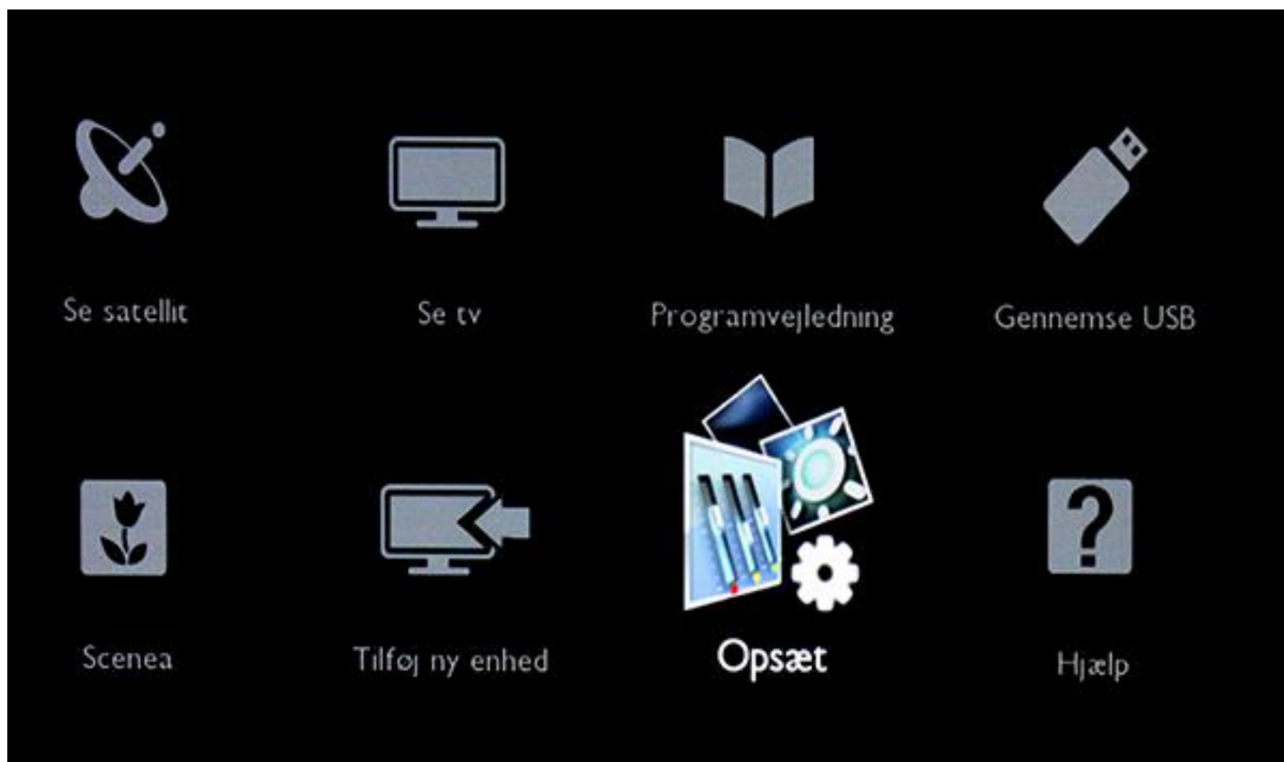 Se satellit
Se tv
Programvejledning
Gennemse USB
Scenea
Tilføj ny enhed
Opsæt
Hjælp